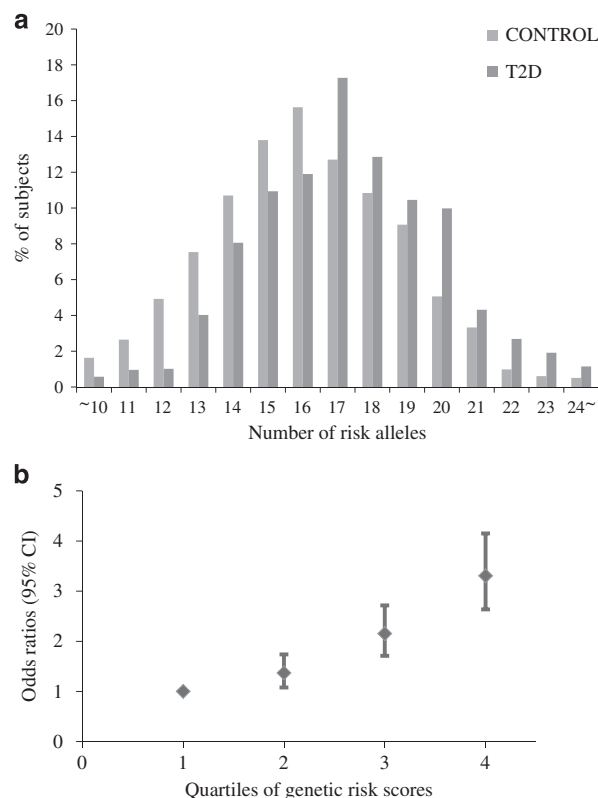 a
CONTROL
T2D
% of subjects
20
18
16
14
12
10
8
6
4
2
0
~10 11 12 13 14 15 16 17 18 19 20 21 22 23 24~
Number of risk alleles
b
Odds ratios (95% CI)
5
4
3
2
1
0
0 1 2 3 4
Quartiles of genetic risk scores